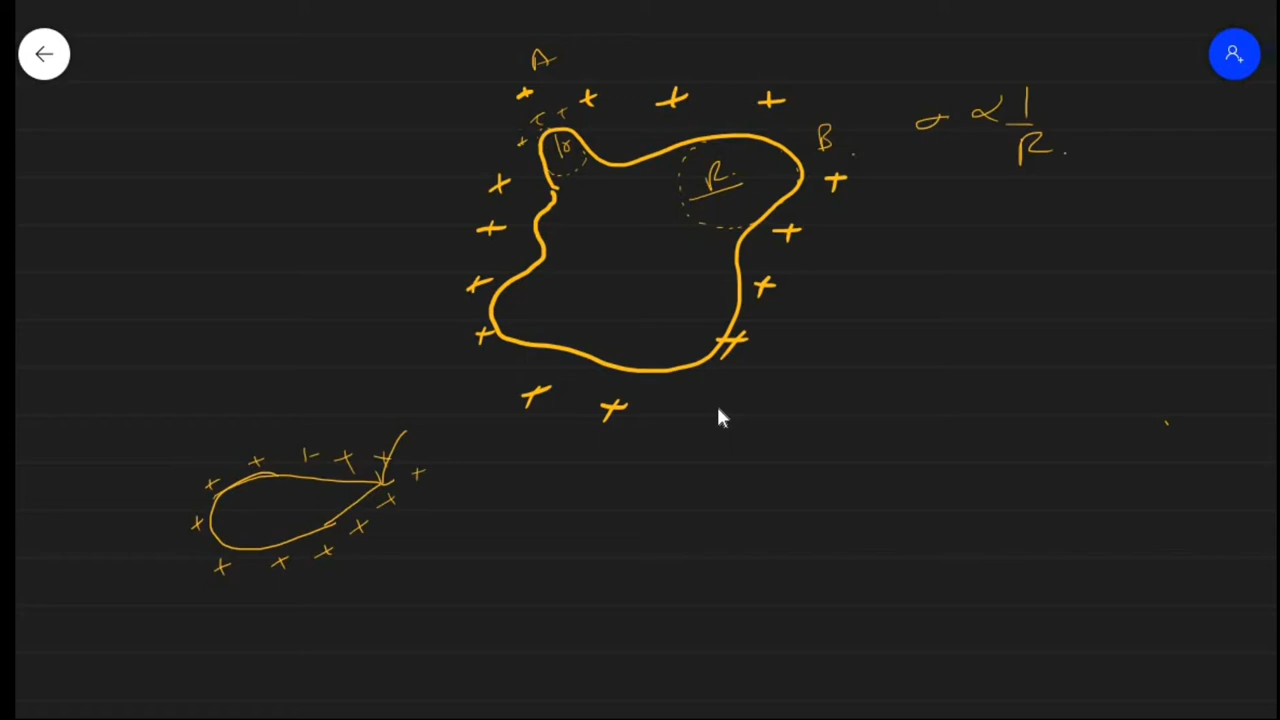 A
+ + + +
+ + +
r
B
R
σ ∝ 1/R
+ +
+ +
+ +
+
+ +
+ + + + +
+ +
+ +
+ + + +